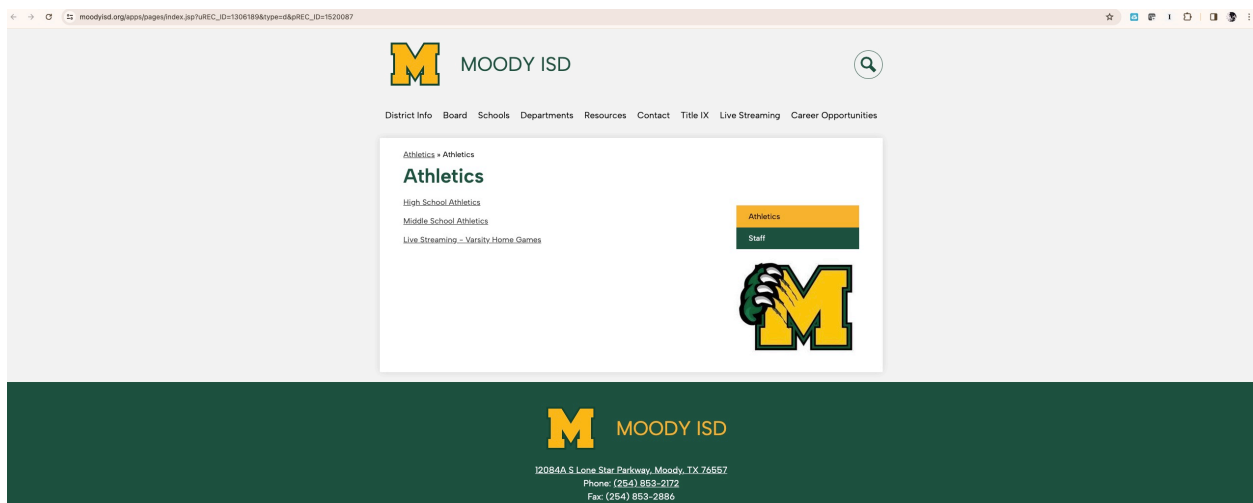 moodyisd.org/apps/pages/index.jsp?uREC_ID=1306189&type=d&pREC_ID=1520087
M MOODY ISD
District Info Board Schools Departments Resources Contact Title IX Live Streaming Career Opportunities
Athletics » Athletics
Athletics
High School Athletics
Middle School Athletics
Live Streaming - Varsity Home Games
Athletics
Staff
M
M MOODY ISD
12084A S Lone Star Parkway, Moody, TX 76557
Phone: (254) 853-2172
Fax: (254) 853-2886